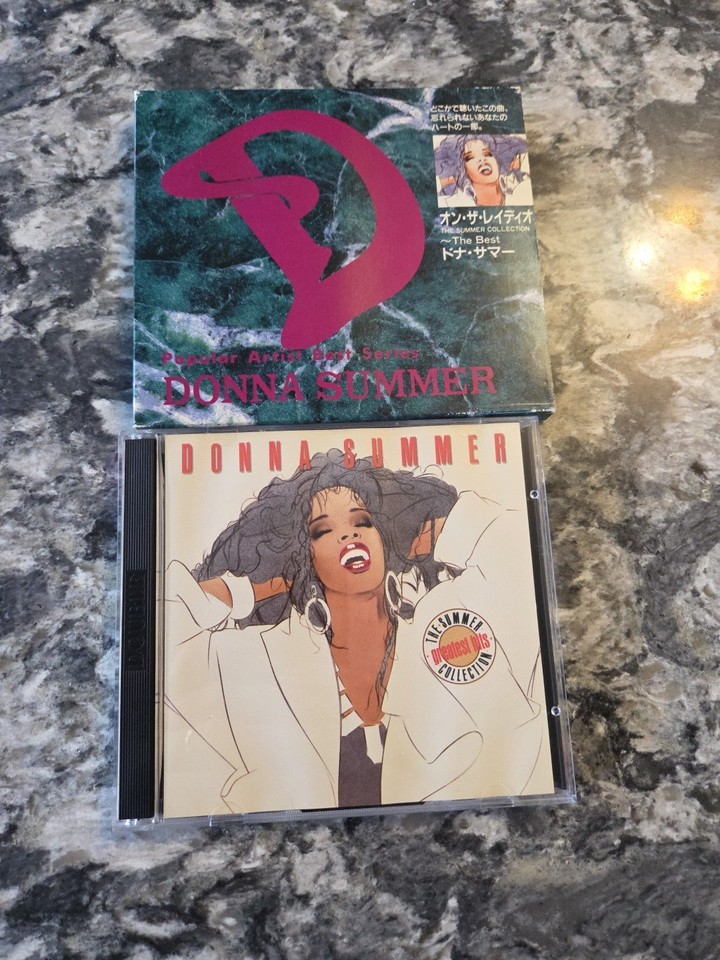 どこかで聴いたこの曲、
忘れられないあなたの
ハートの一部。
オン・ザ・レイディオ
THE SUMMER COLLECTION
~The Best
ドナ・サマー
Popular Artist Best Series
DONNA SUMMER
DONNA SUMMER
THE SUMMER
greatest hits
COLLECTION